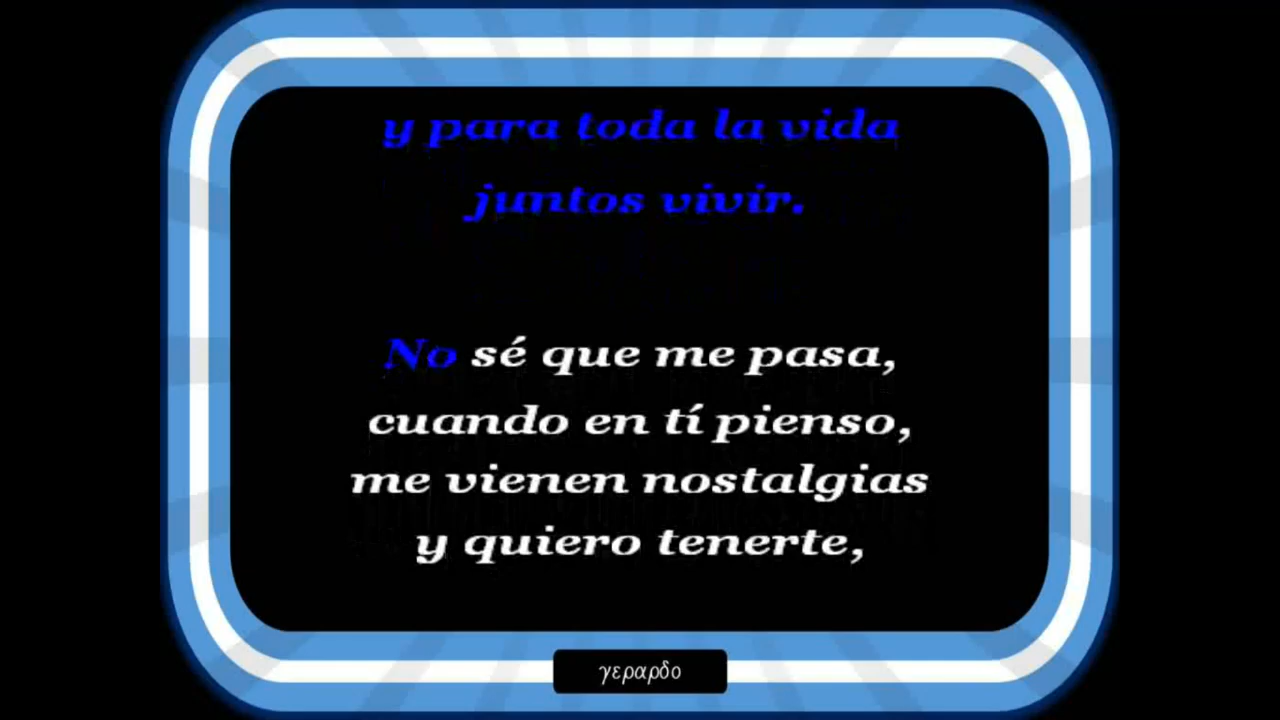 y para toda la vida
juntos vivir.
No sé que me pasa,
cuando en tí pienso,
me vienen nostalgias
y quiero tenerte,
γεραρδο